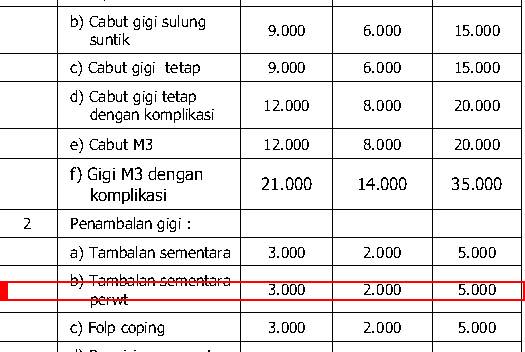 b) Cabut gigi sulung suntik 9.000 6.000 15.000
c) Cabut gigi tetap 9.000 6.000 15.000
d) Cabut gigi tetap dengan komplikasi 12.000 8.000 20.000
e) Cabut M3 12.000 8.000 20.000
f) Gigi M3 dengan komplikasi 21.000 14.000 35.000
2 Penambalan gigi :
a) Tambalan sementara 3.000 2.000 5.000
b) Tambalan sementara perwt 3.000 2.000 5.000
c) Folp coping 3.000 2.000 5.000